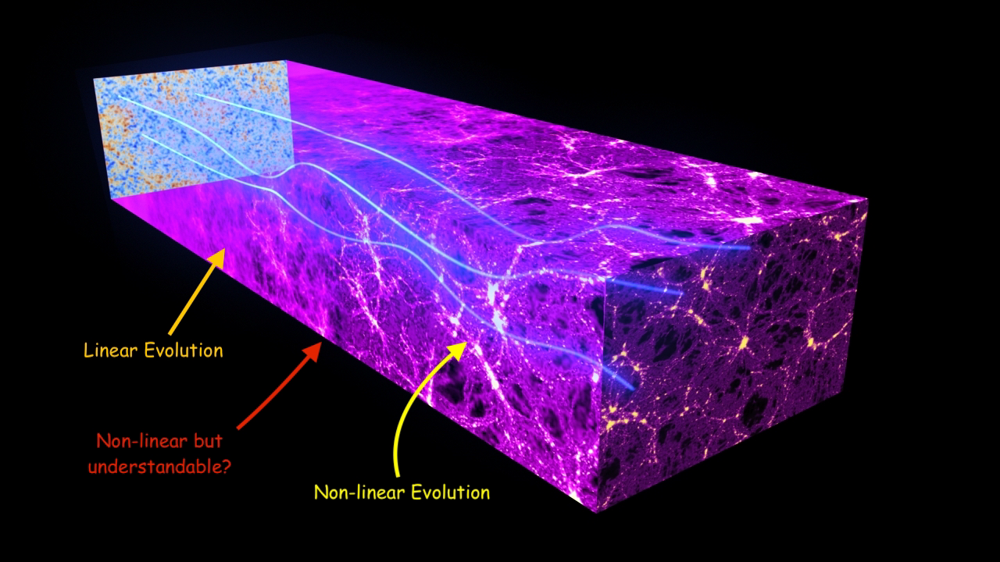 Linear Evolution
Non-linear but
understandable?
Non-linear Evolution